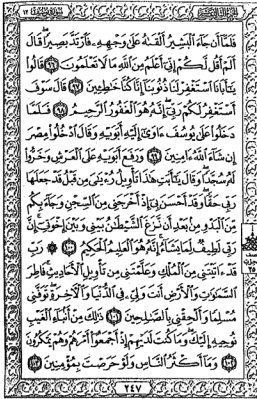 فَلَمَّا أَن جَاءَ الْبَشِيرُ أَلْقَاهُ عَلَى وَجْهِهِ فَارْتَدَّ بَصِيرًا قَالَ
أَلَمْ أَقُل لَّكُمْ إِنِّي أَعْلَمُ مِنَ اللَّهِ مَا لَا تَعْلَمُونَ ٩٦ قَالُوا
يَا أَبَانَا اسْتَغْفِرْ لَنَا ذُنُوبَنَا إِنَّا كُنَّا خَاطِئِينَ ٩٧ قَالَ سَوْفَ
أَسْتَغْفِرُ لَكُمْ رَبِّي إِنَّهُ هُوَ الْغَفُورُ الرَّحِيمُ ٩٨ فَلَمَّا
دَخَلُوا عَلَى يُوسُفَ ءَاوَى إِلَيْهِ أَبَوَيْهِ وَقَالَ ادْخُلُوا مِصْرَ
إِن شَاءَ اللَّهُ ءَامِنِينَ ٩٩ وَرَفَعَ أَبَوَيْهِ عَلَى الْعَرْشِ وَخَرُّوا
لَهُ سُجَّدًا وَقَالَ يَا أَبَتِ هَذَا تَأْوِيلُ رُءْيَايَ مِن قَبْلُ قَدْ جَعَلَهَا
رَبِّي حَقًّا وَقَدْ أَحْسَنَ بِي إِذْ أَخْرَجَنِي مِنَ السِّجْنِ وَجَاءَ بِكُم
مِّنَ الْبَدْوِ مِن بَعْدِ أَن نَّزَغَ الشَّيْطَانُ بَيْنِي وَبَيْنَ إِخْوَتِي إِنَّ
رَبِّي لَطِيفٌ لِّمَا يَشَاءُ إِنَّهُ هُوَ الْعَلِيمُ الْحَكِيمُ ١٠٠ رَبِّ
قَدْ ءَاتَيْتَنِي مِنَ الْمُلْكِ وَعَلَّمْتَنِي مِن تَأْوِيلِ الْأَحَادِيثِ فَاطِرَ
السَّمَاوَاتِ وَالْأَرْضِ أَنتَ وَلِيِّ فِي الدُّنْيَا وَالْآخِرَةِ تَوَفَّنِي
مُسْلِمًا وَأَلْحِقْنِي بِالصَّالِحِينَ ١٠١ ذَلِكَ مِنْ أَنبَاءِ الْغَيْبِ
نُوحِيهِ إِلَيْكَ وَمَا كُنتَ لَدَيْهِمْ إِذْ أَجْمَعُوا أَمْرَهُمْ وَهُمْ يَمْكُرُونَ
١٠٢ وَمَا أَكْثَرُ النَّاسِ وَلَوْ حَرَصْتَ بِمُؤْمِنِينَ ١٠٣
٢٤٧